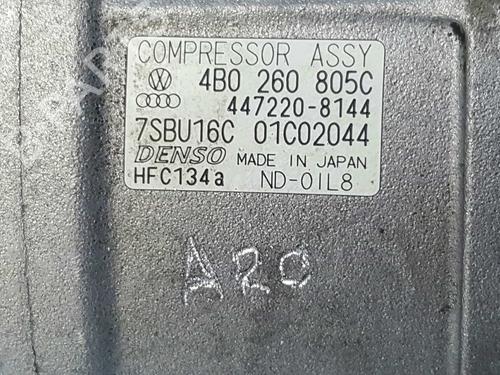 COMPRESSOR ASSY
4B0 260 805C
447220-8144
7SBU16C 01C02044
DENSO MADE IN JAPAN
HFC134a ND-OIL8
A20